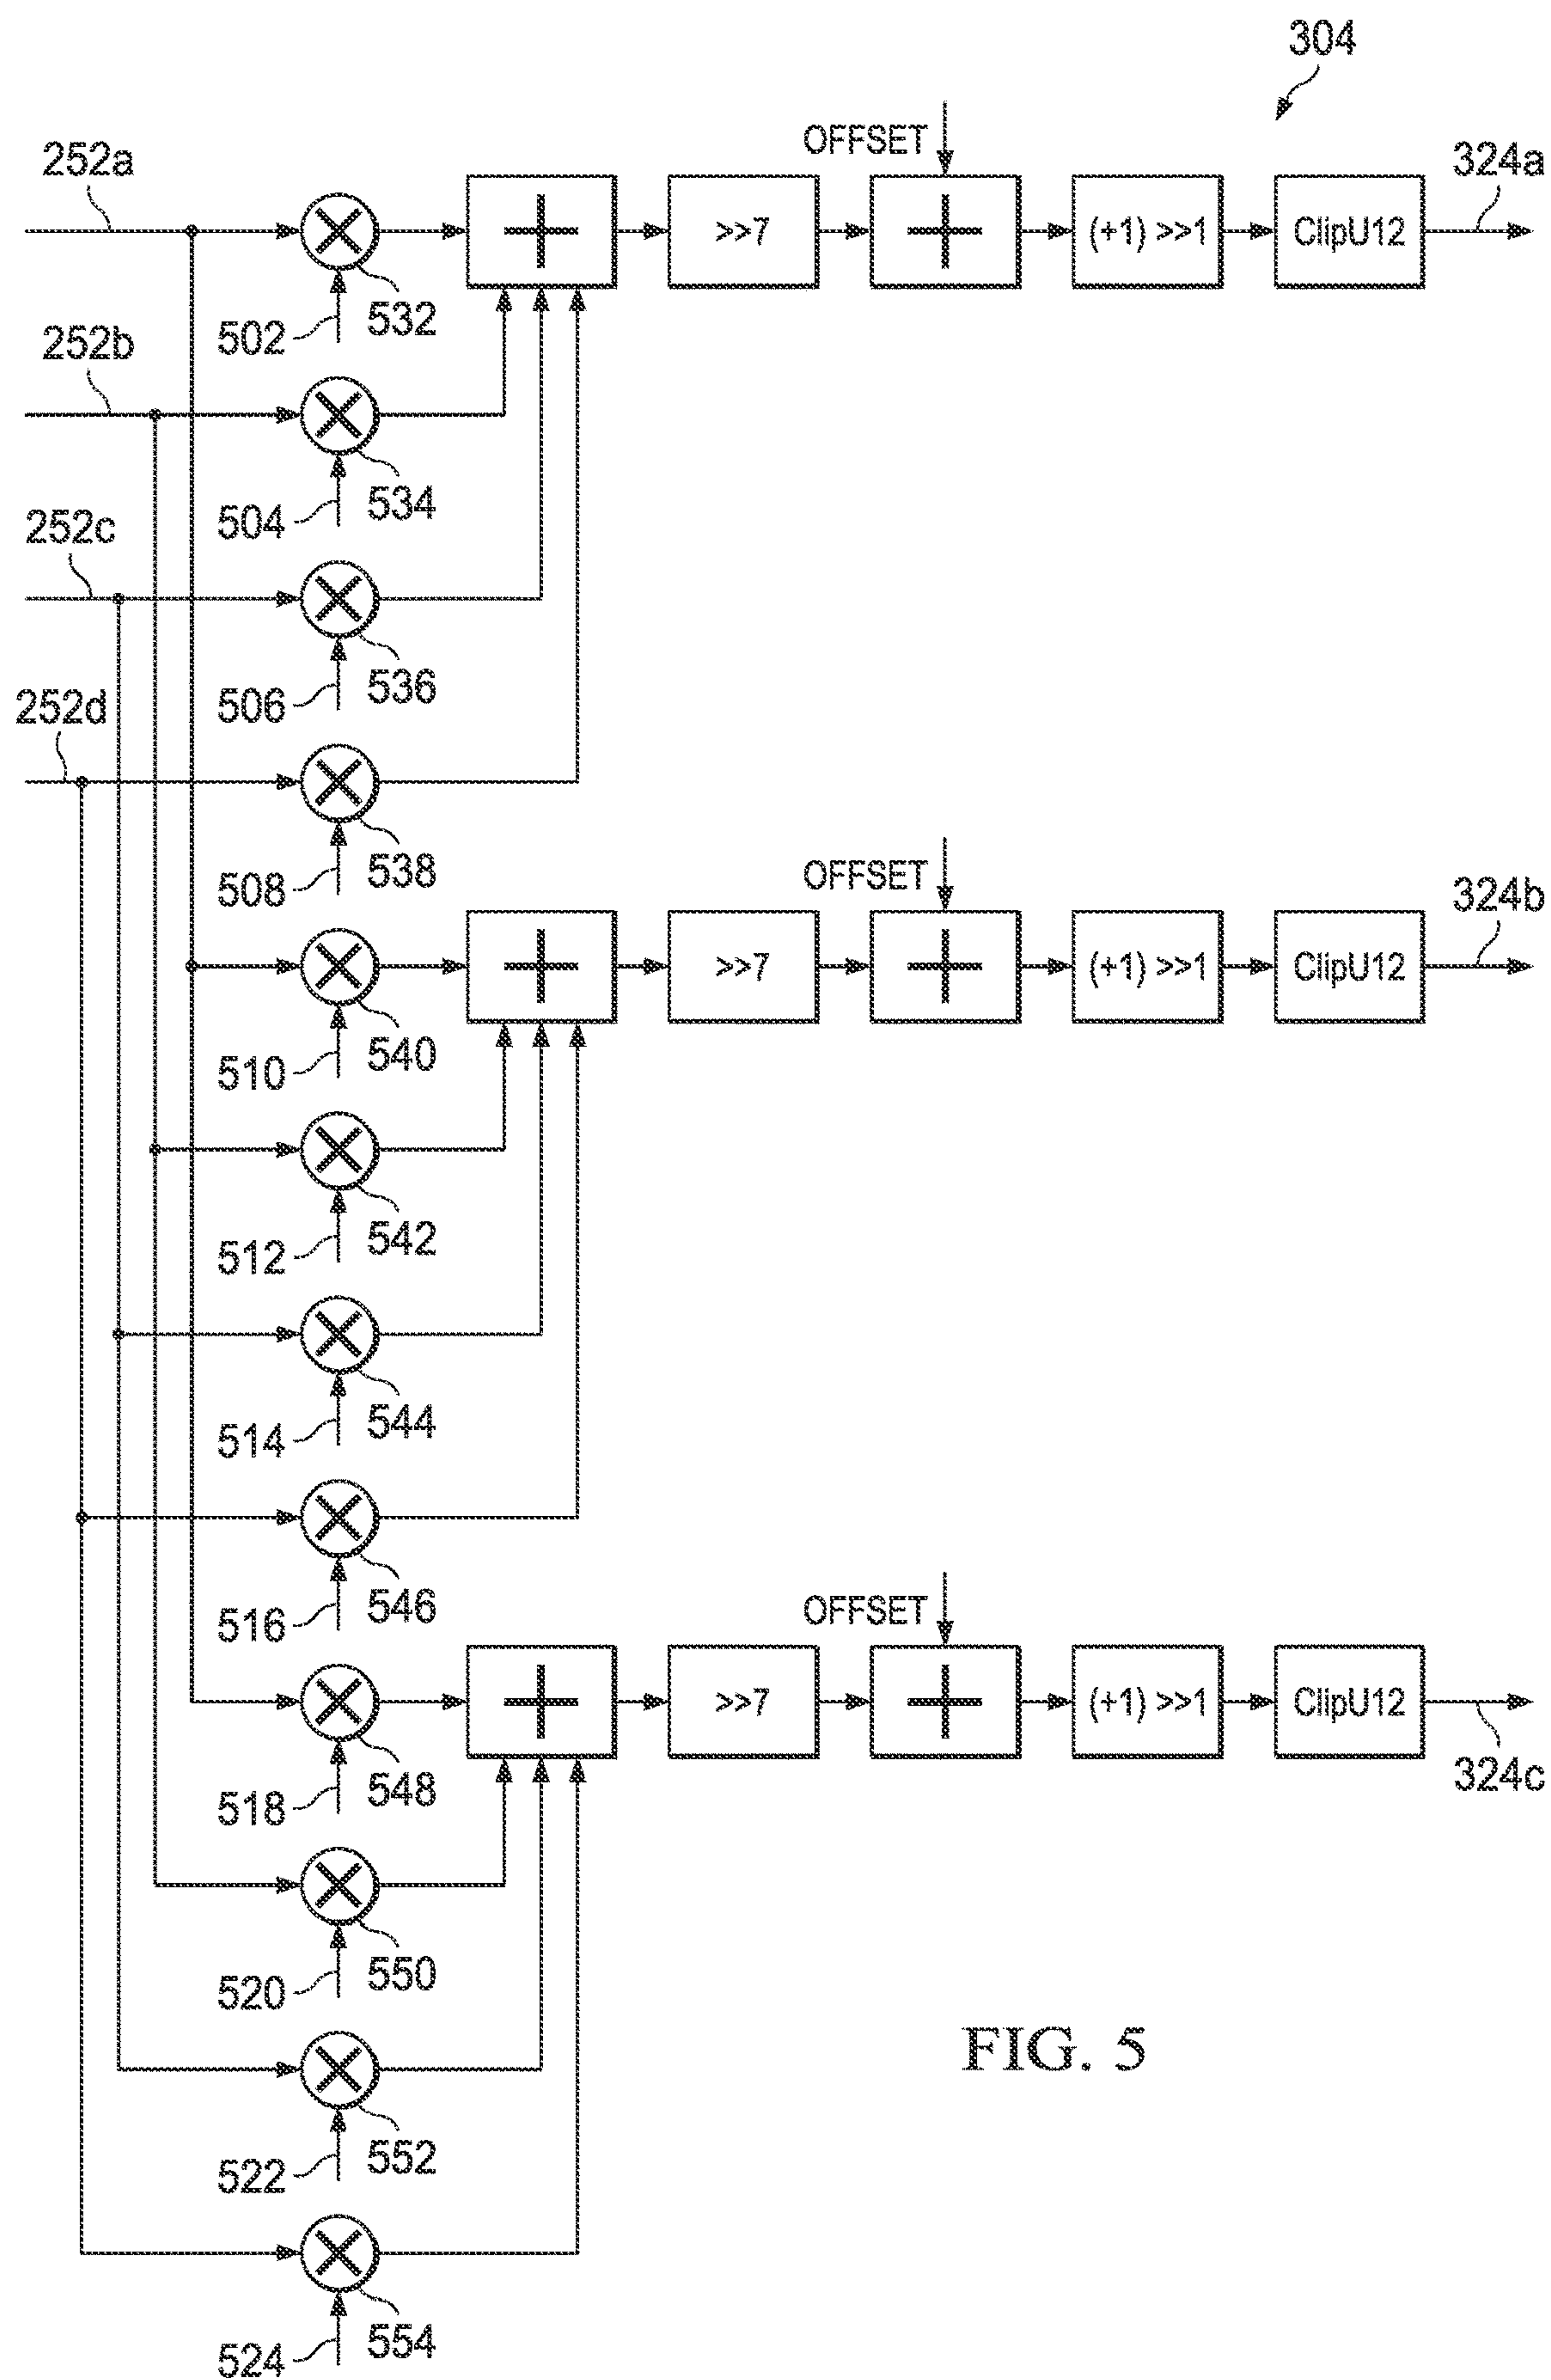 304
OFFSET
252a
324a
>>7
(+1) >>1
ClipU12
502
532
252b
504
534
252c
506
536
252d
508
538
OFFSET
324b
>>7
(+1) >>1
ClipU12
510
540
512
542
514
544
516
546
OFFSET
>>7
(+1) >>1
ClipU12
324c
518
548
520
550
FIG. 5
522
552
524
554